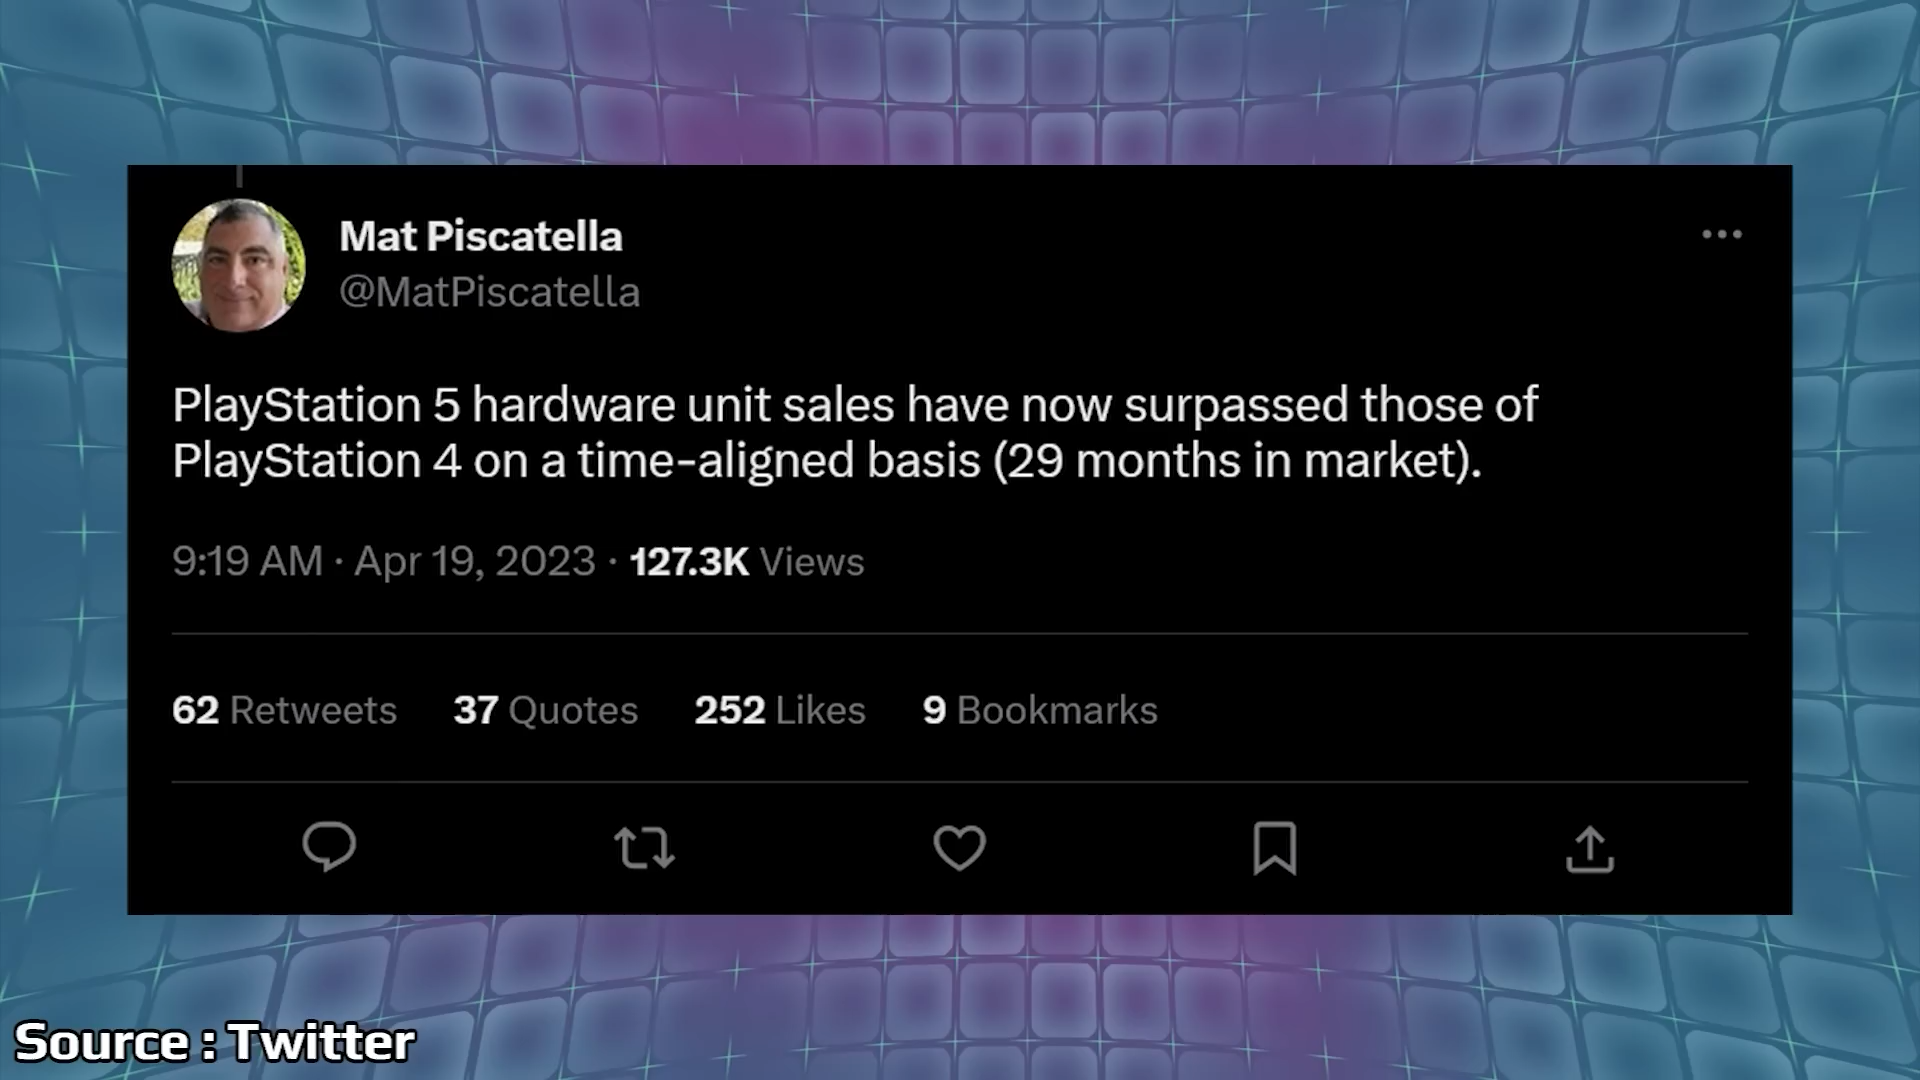 Mat Piscatella
@MatPiscatella
PlayStation 5 hardware unit sales have now surpassed those of
PlayStation 4 on a time-aligned basis (29 months in market).
9:19 AM · Apr 19, 2023 · 127.3K Views
62 Retweets 37 Quotes 252 Likes 9 Bookmarks
Source : Twitter